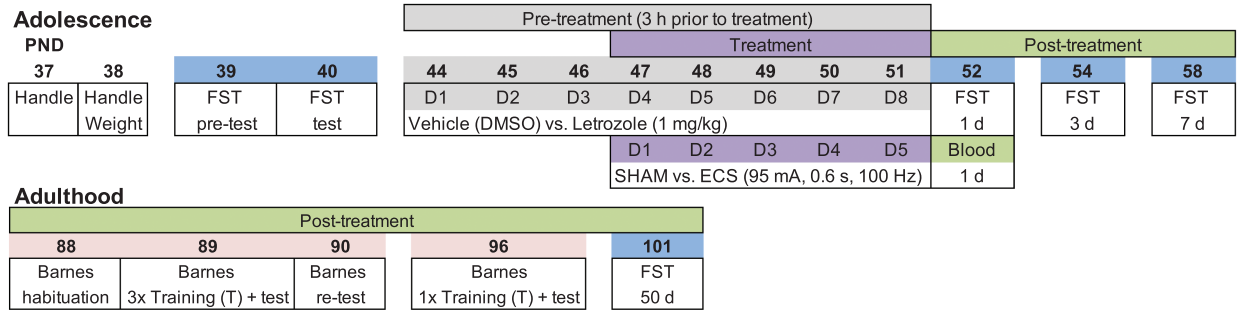 Adolescence
Pre-treatment (3 h prior to treatment)
PND
Treatment
Post-treatment
37 38 39 40 44 45 46 47 48 49 50 51 52 54 58
Handle Handle FST FST D1 D2 D3 D4 D5 D6 D7 D8 FST FST FST
Weight pre-test test Vehicle (DMSO) vs. Letrozole (1 mg/kg) 1 d 3 d 7 d
D1 D2 D3 D4 D5 Blood
SHAM vs. ECS (95 mA, 0.6 s, 100 Hz) 1 d
Adulthood
Post-treatment
88 89 90 96 101
Barnes Barnes Barnes Barnes FST
habituation 3x Training (T) + test re-test 1x Training (T) + test 50 d